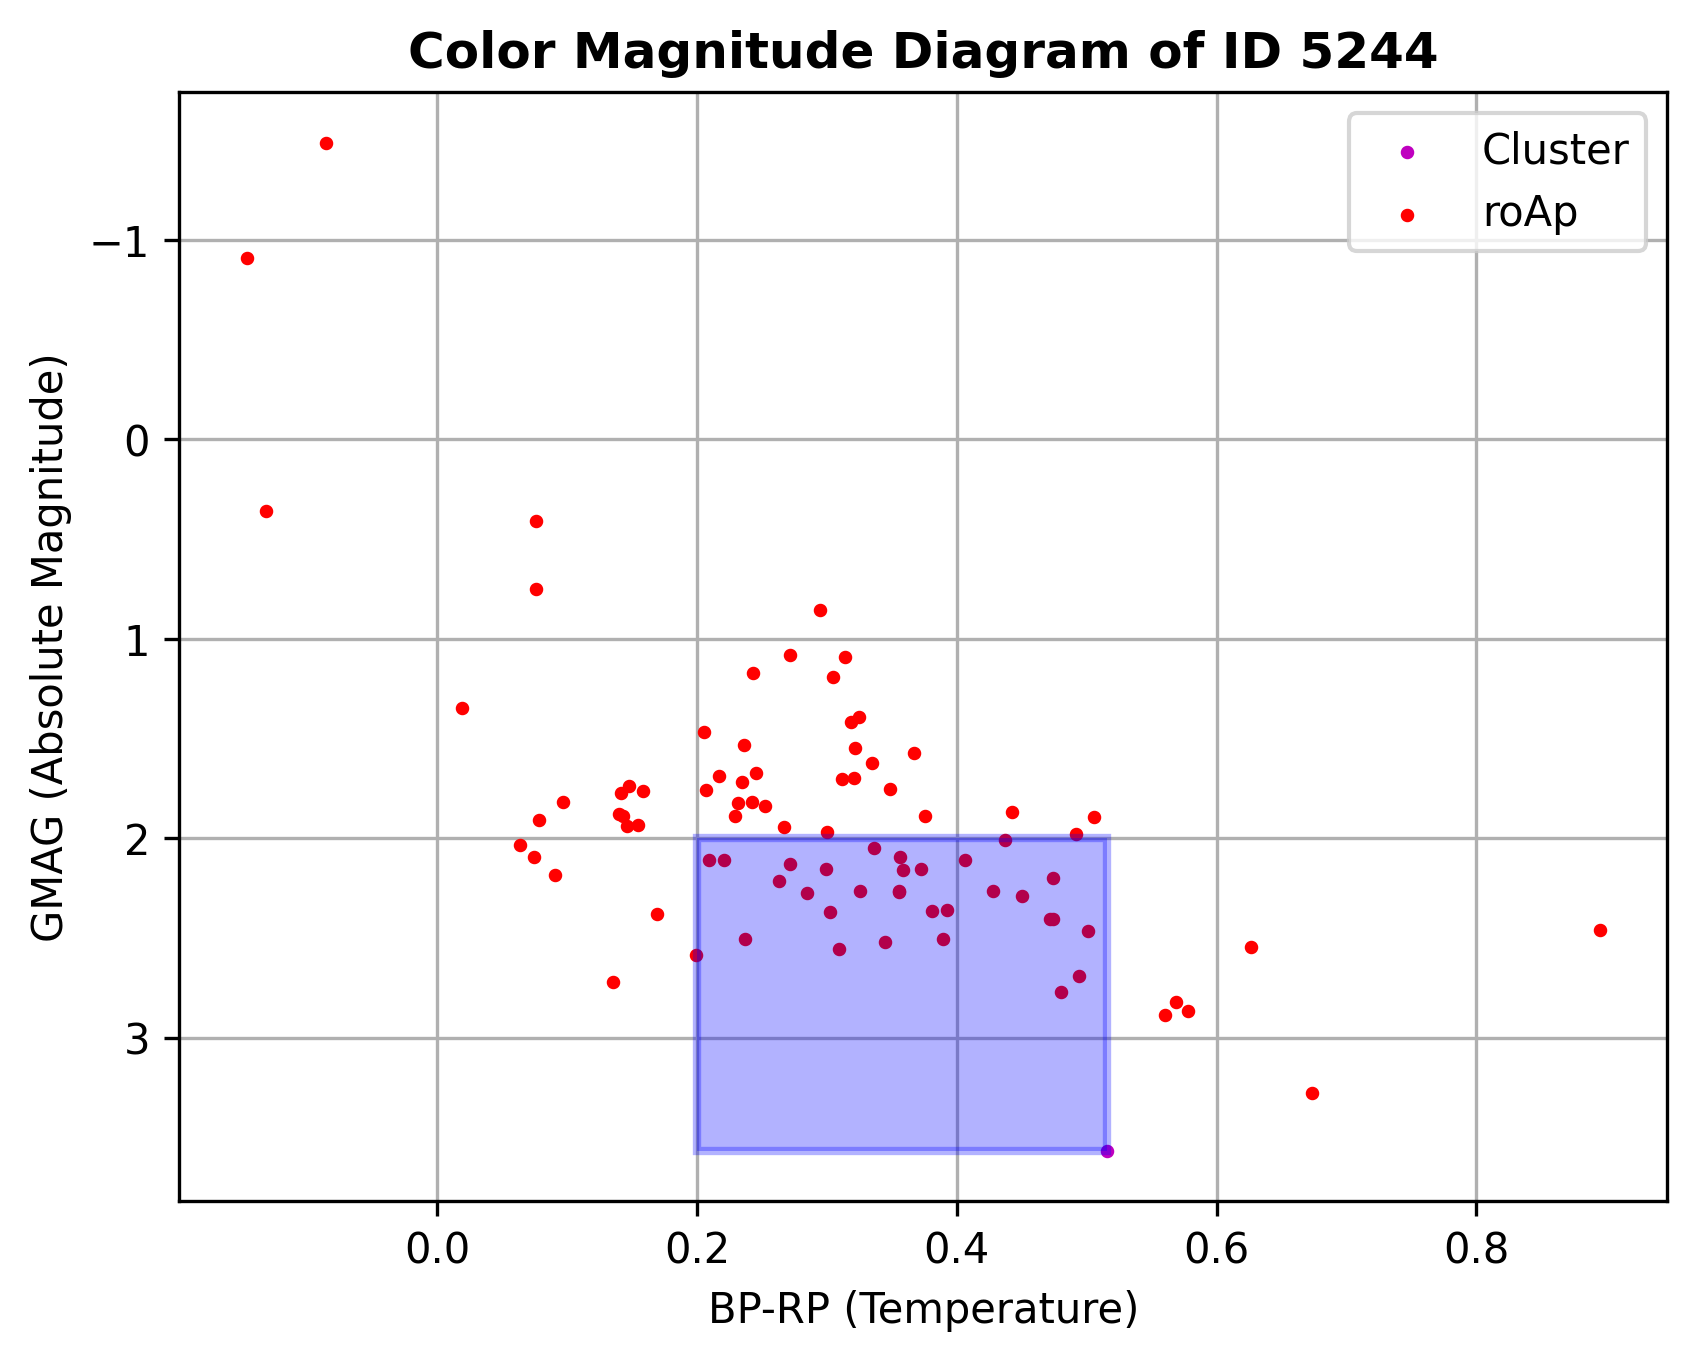 Color Magnitude Diagram of ID 5244
Cluster
roAp
−1
0
1
2
3
GMAG (Absolute Magnitude)
0.0 0.2 0.4 0.6 0.8
BP-RP (Temperature)